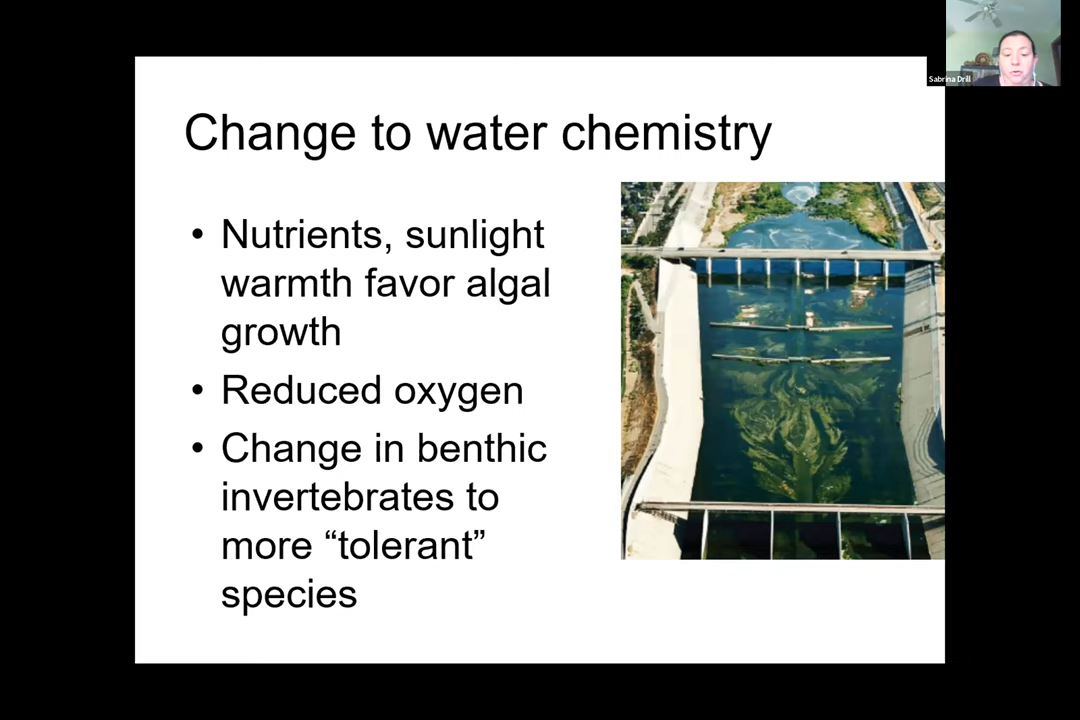 Sabrina Drill
Change to water chemistry
• Nutrients, sunlight
warmth favor algal
growth
• Reduced oxygen
• Change in benthic
invertebrates to
more “tolerant”
species